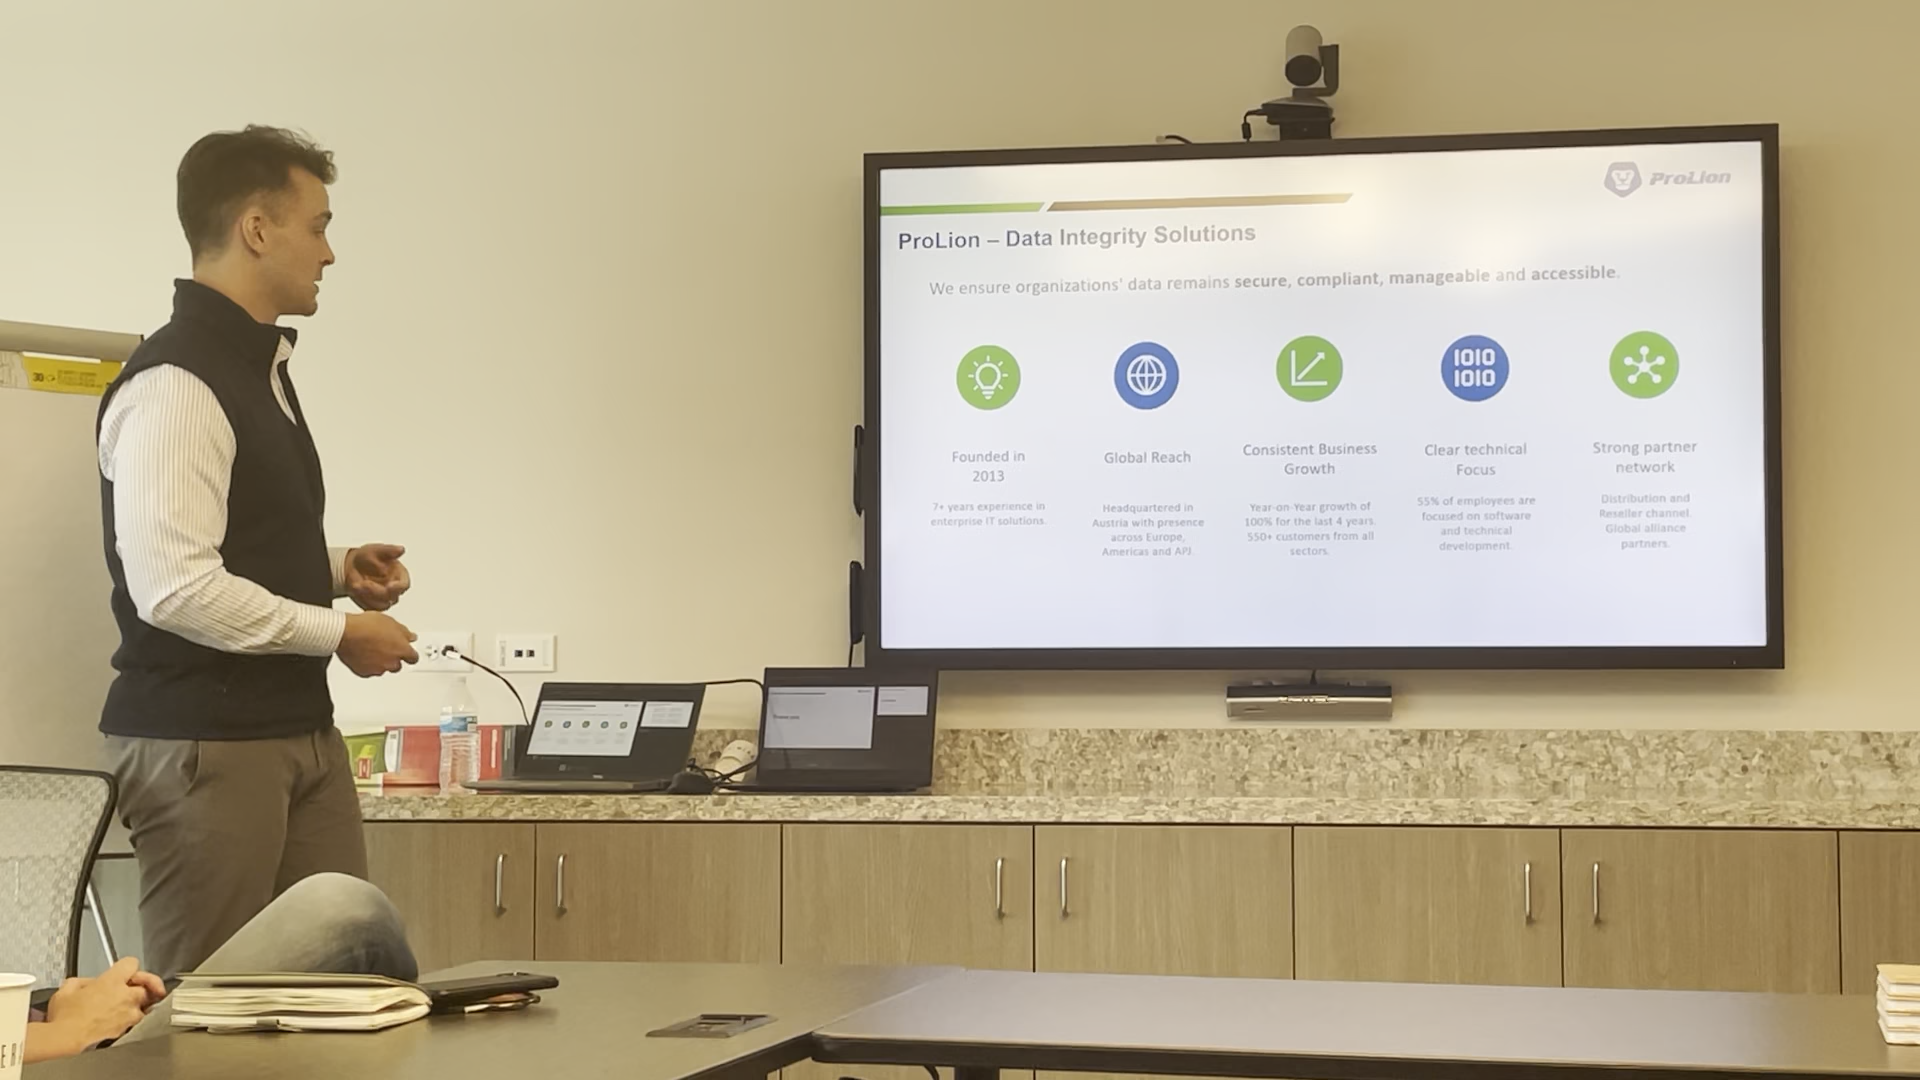 ProLion
ProLion – Data Integrity Solutions
We ensure organizations' data remains secure, compliant, manageable and accessible.
1010
1010
Founded in
2013
7+ years experience in
enterprise IT solutions.
Global Reach
Headquartered in
Austria with presence
across Europe,
Americas and APJ.
Consistent Business
Growth
Year-on-Year growth of
100% for the last 4 years.
550+ customers from all
sectors.
Clear technical
Focus
55% of employees are
focused on software
and technical
development.
Strong partner
network
Distribution and
Reseller channel.
Global alliance
partners.
30